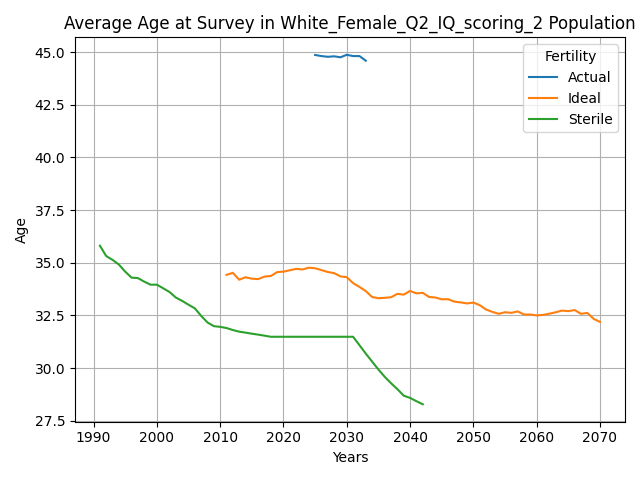 Average Age at Survey in White_Female_Q2_IQ_scoring_2 Population
Fertility
Actual
Ideal
Sterile
Age
45.0
42.5
40.0
37.5
35.0
32.5
30.0
27.5
1990 2000 2010 2020 2030 2040 2050 2060 2070
Years